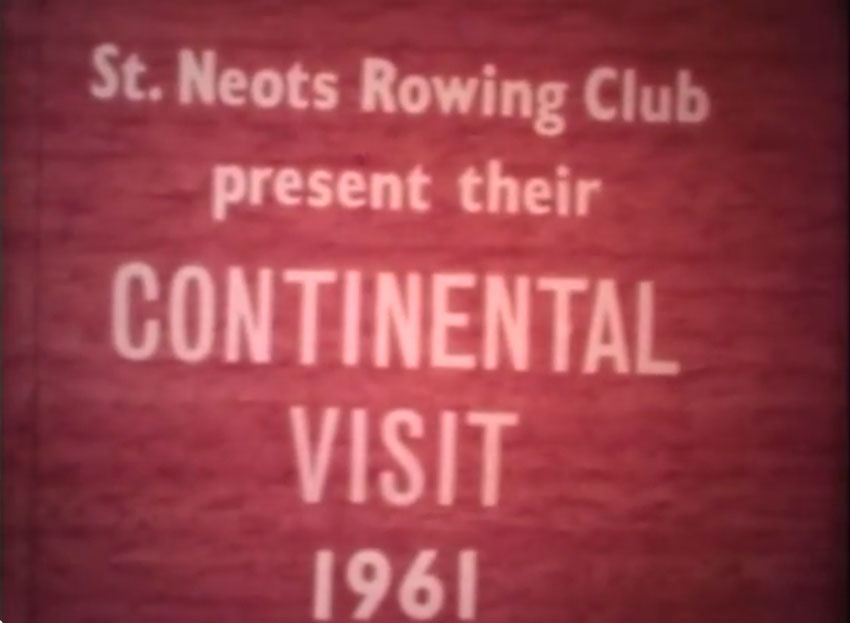 St. Neots Rowing Club
present their
CONTINENTAL
VISIT
1961